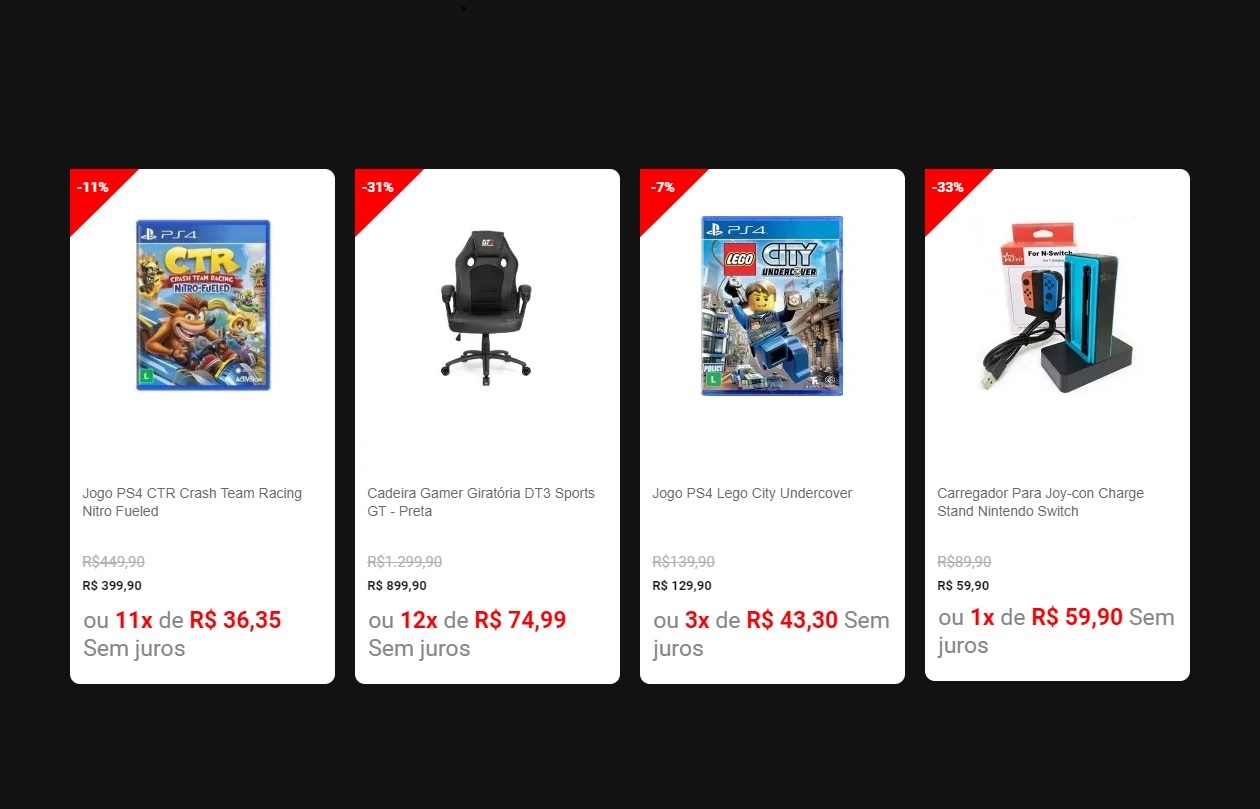 -11%
PS4
CTR
CRASH TEAM RACING
NITRO-FUELED
L
ACTIVISION
Jogo PS4 CTR Crash Team Racing
Nitro Fueled
R$449,90
R$ 399,90
ou 11x de R$ 36,35
Sem juros
-31%
DT3
Cadeira Gamer Giratória DT3 Sports
GT - Preta
R$1.299,90
R$ 899,90
ou 12x de R$ 74,99
Sem juros
-7%
PS4
LEGO
CITY
UNDERCOVER
POLICE
L
Jogo PS4 Lego City Undercover
R$139,90
R$ 129,90
ou 3x de R$ 43,30 Sem
juros
-33%
For N-Switch
Carregador Para Joy-con Charge
Stand Nintendo Switch
R$89,90
R$ 59,90
ou 1x de R$ 59,90 Sem
juros